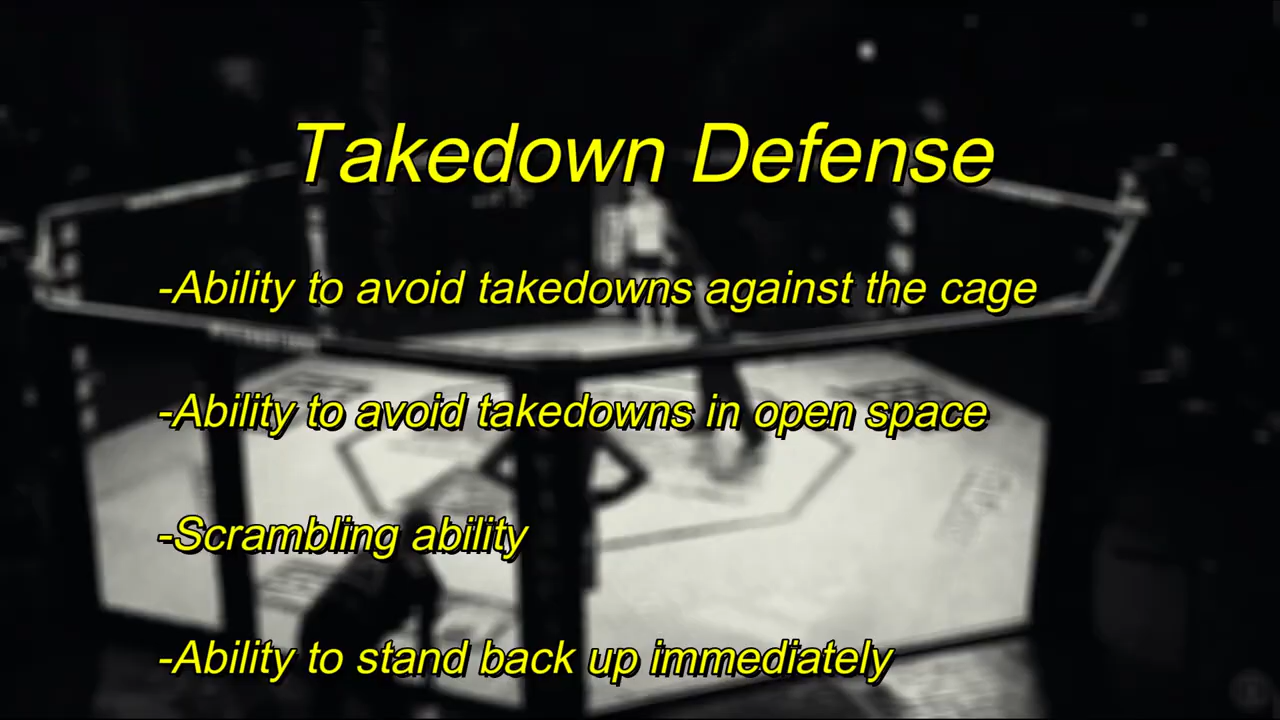 Takedown Defense
-Ability to avoid takedowns against the cage
-Ability to avoid takedowns in open space
-Scrambling ability
-Ability to stand back up immediately